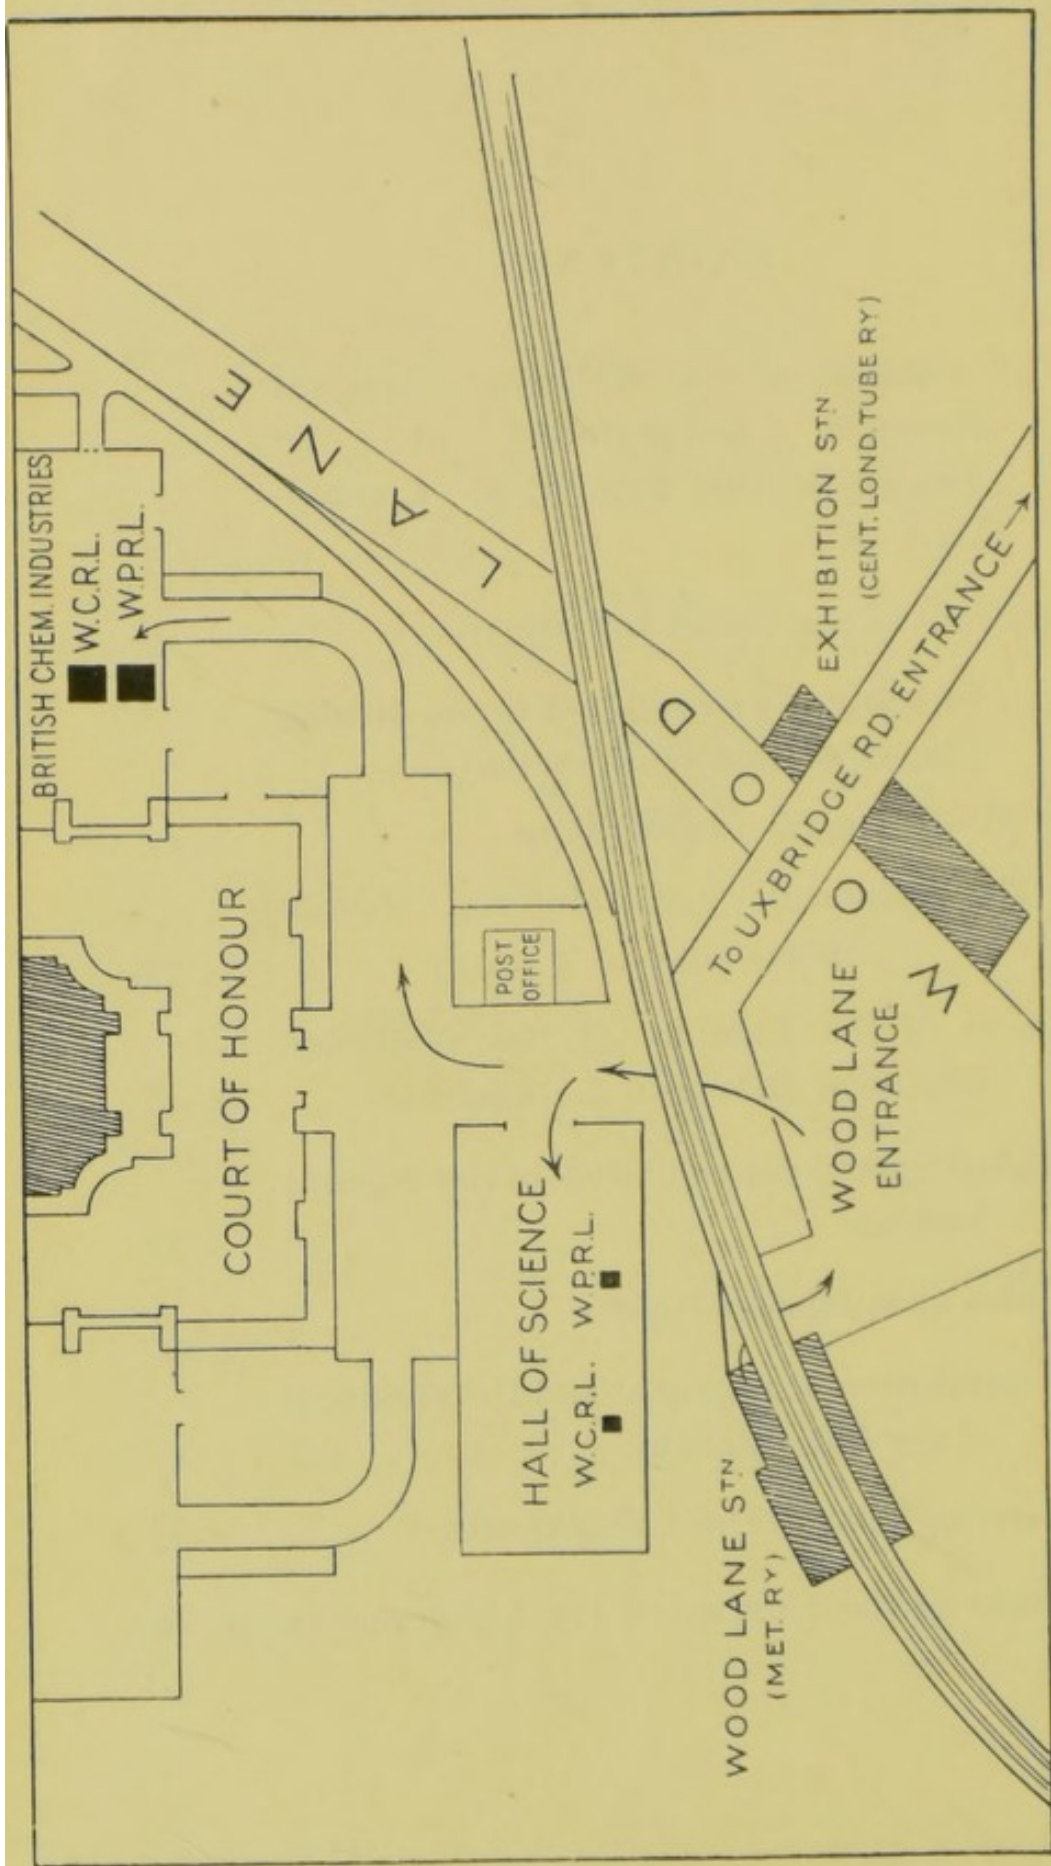 BRITISH CHEM. INDUSTRIES
W.C.R.L.
W.P.R.L.
COURT OF HONOUR
POST
OFFICE
HALL OF SCIENCE
W.C.R.L. W.P.R.L.
WOOD LANE
To UXBRIDGE RD. ENTRANCE
EXHIBITION STN
(CENT. LOND. TUBE RY)
WOOD LANE
ENTRANCE
WOOD LANE STN
(MET. RY)